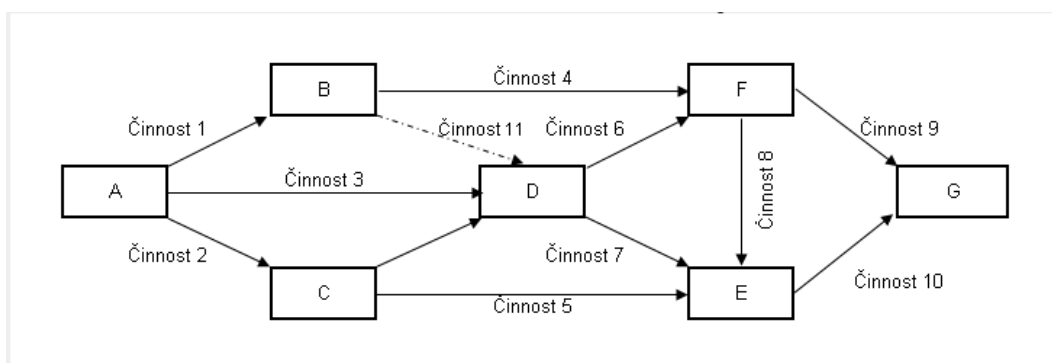 B
Činnost 4
F
Činnost 1
Činnost 11
Činnost 6
Činnost 9
A
Činnost 3
D
Činnost 8
G
Činnost 2
Činnost 7
C
Činnost 5
E
Činnost 10